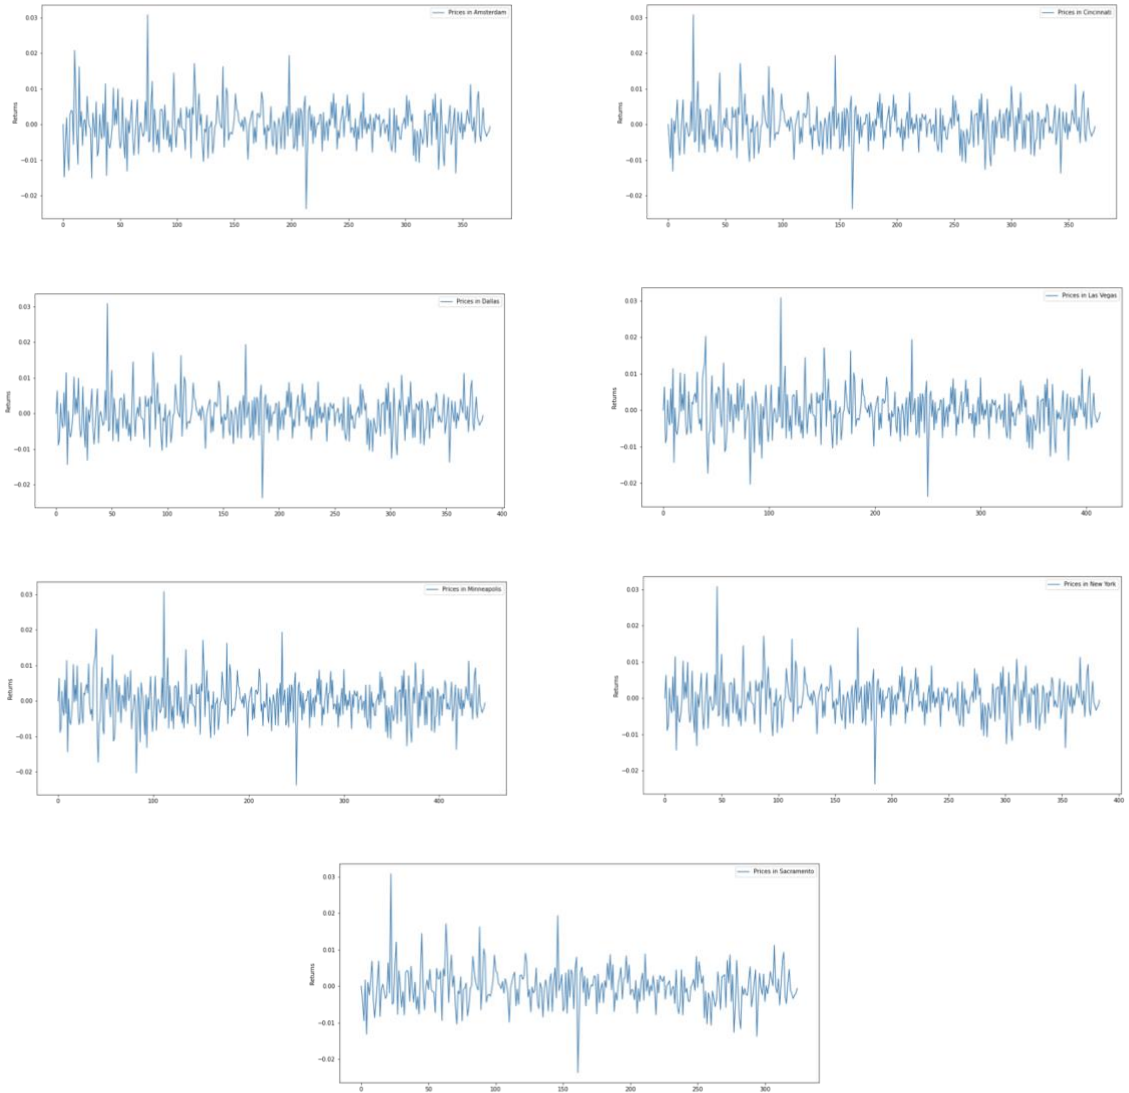 Prices in Amsterdam
0.03
0.02
0.01
0.00
−0.01
−0.02
Returns
0 50 100 150 200 250 300 350
Prices in Cincinnati
0.03
0.02
0.01
0.00
−0.01
−0.02
Returns
0 50 100 150 200 250 300 350
Prices in Dallas
0.03
0.02
0.01
0.00
−0.01
−0.02
Returns
0 50 100 150 200 250 300 350 400
Prices in Las Vegas
0.03
0.02
0.01
0.00
−0.01
−0.02
Returns
0 100 200 300 400
Prices in Minneapolis
0.03
0.02
0.01
0.00
−0.01
−0.02
Returns
0 100 200 300 400
Prices in New York
0.03
0.02
0.01
0.00
−0.01
−0.02
Returns
0 50 100 150 200 250 300 350 400
Prices in Sacramento
0.03
0.02
0.01
0.00
−0.01
−0.02
Returns
0 50 100 150 200 250 300